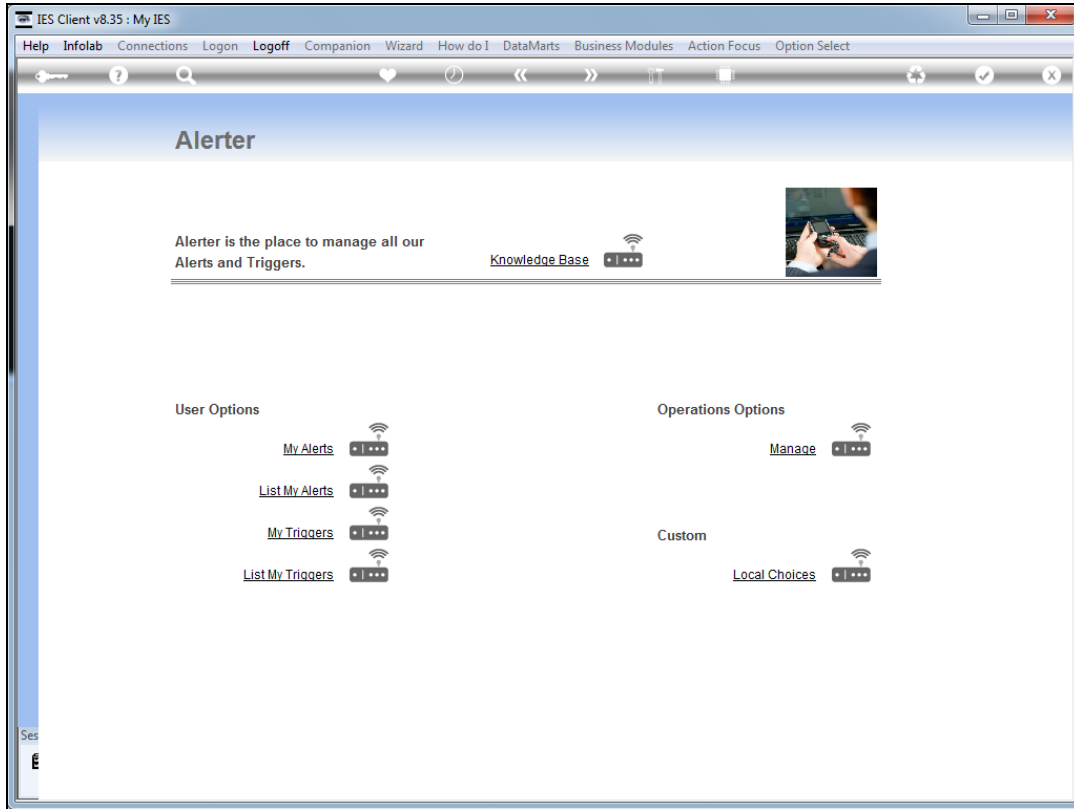 IES Client v8.35 : My IES
Help Infolab Connections Logon Logoff Companion Wizard How do I DataMarts Business Modules Action Focus Option Select
Alerter
Alerter is the place to manage all our
Alerts and Triggers.
Knowledge Base
User Options
My Alerts
List My Alerts
My Triggers
List My Triggers
Operations Options
Manage
Custom
Local Choices
Ses